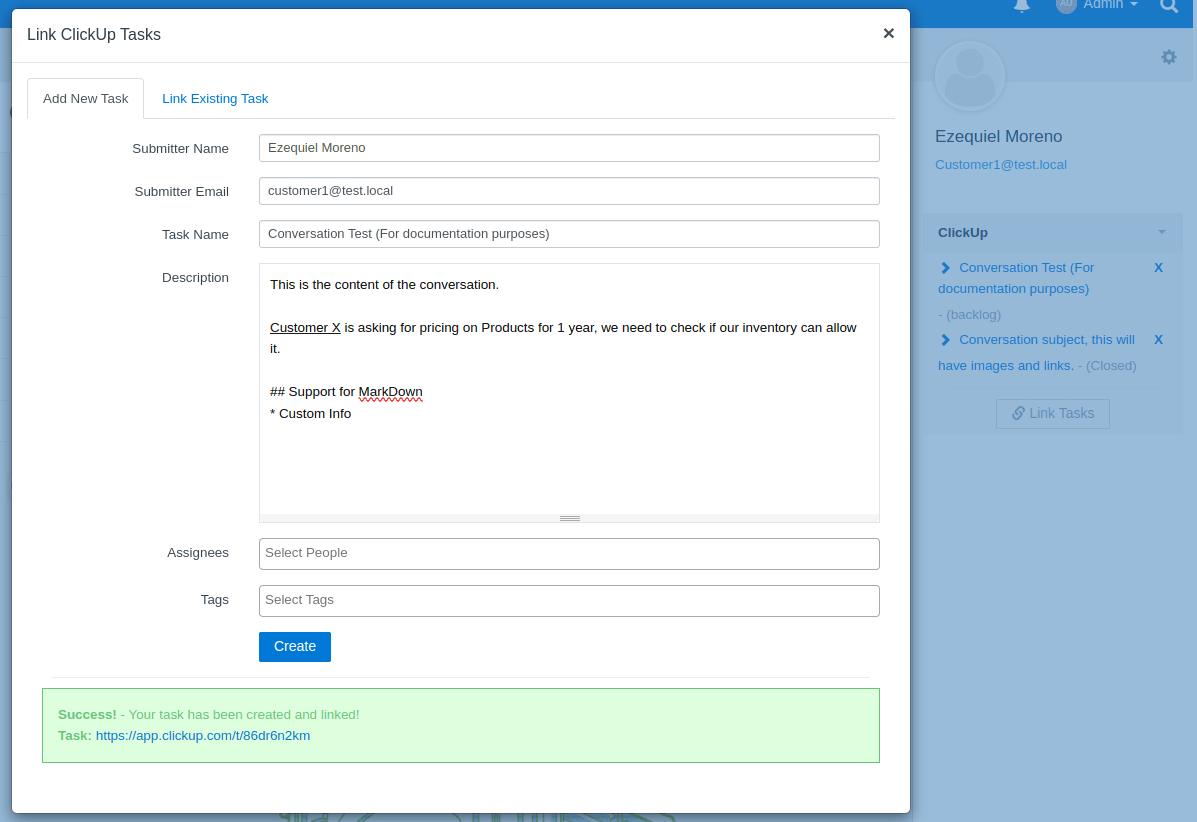 Link ClickUp Tasks
×
Add New Task
Link Existing Task
Submitter Name
Ezequiel Moreno
Submitter Email
customer1@test.local
Task Name
Conversation Test (For documentation purposes)
Description
This is the content of the conversation.
Customer X is asking for pricing on Products for 1 year, we need to check if our inventory can allow
it.
## Support for MarkDown
* Custom Info
Assignees
Select People
Tags
Select Tags
Create
Success! - Your task has been created and linked!
Task: https://app.clickup.com/t/86dr6n2km
AU Admin
Ezequiel Moreno
Customer1@test.local
ClickUp
Conversation Test (For X
documentation purposes)
- (backlog)
Conversation subject, this will X
have images and links. - (Closed)
Link Tasks